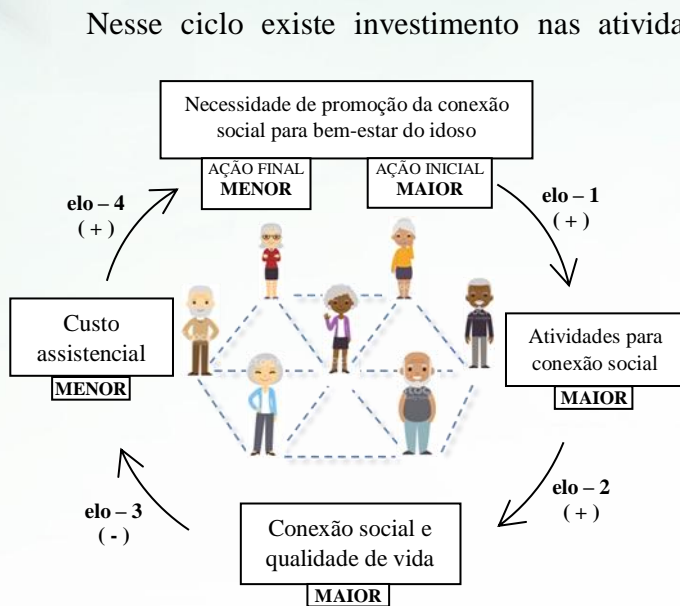 Nesse ciclo existe investimento nas ativida
Necessidade de promoção da conexão
social para bem-estar do idoso
AÇÃO FINAL
MENOR
AÇÃO INICIAL
MAIOR
elo – 4
( + )
elo – 1
( + )
Custo
assistencial
MENOR
Atividades para
conexão social
MAIOR
elo – 3
( - )
elo – 2
( + )
Conexão social e
qualidade de vida
MAIOR